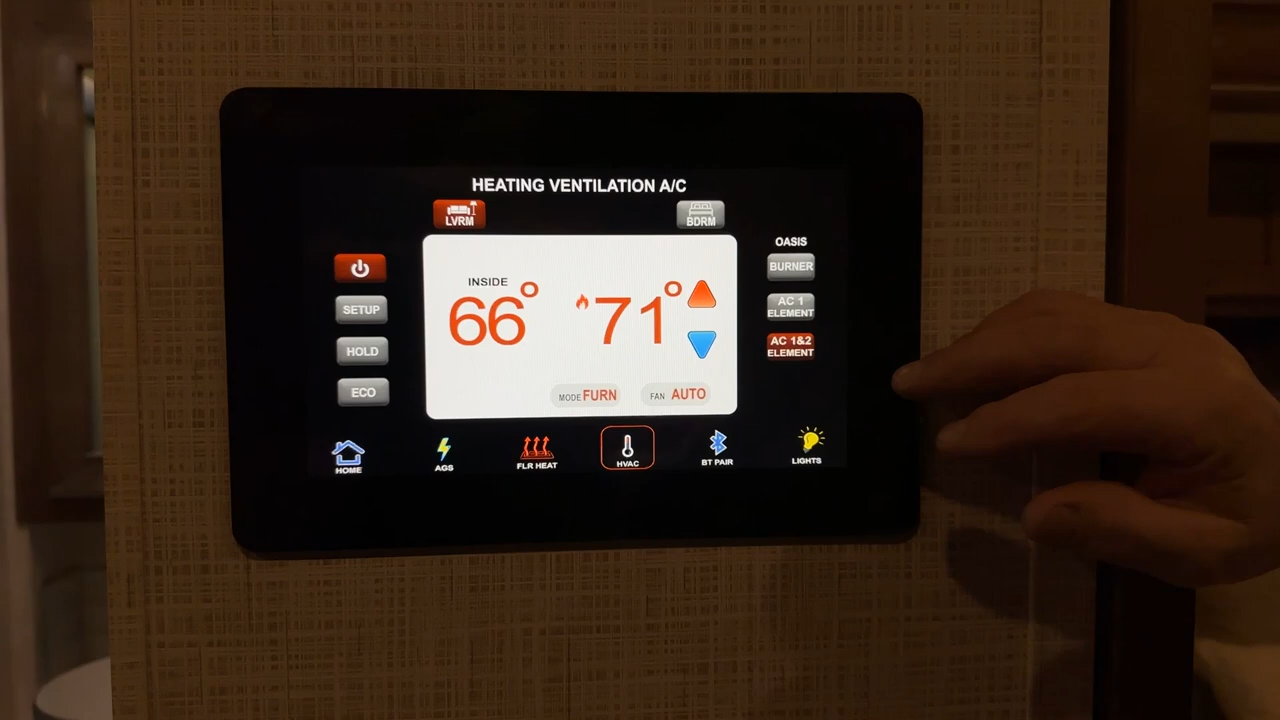 HEATING VENTILATION A/C
LVRM
BDRM
OASIS
BURNER
SETUP
INSIDE
66°
71°
AC 1
ELEMENT
HOLD
AC 1&2
ELEMENT
ECO
MODE FURN
FAN AUTO
HOME
AGS
FLR HEAT
HVAC
BT PAIR
LIGHTS